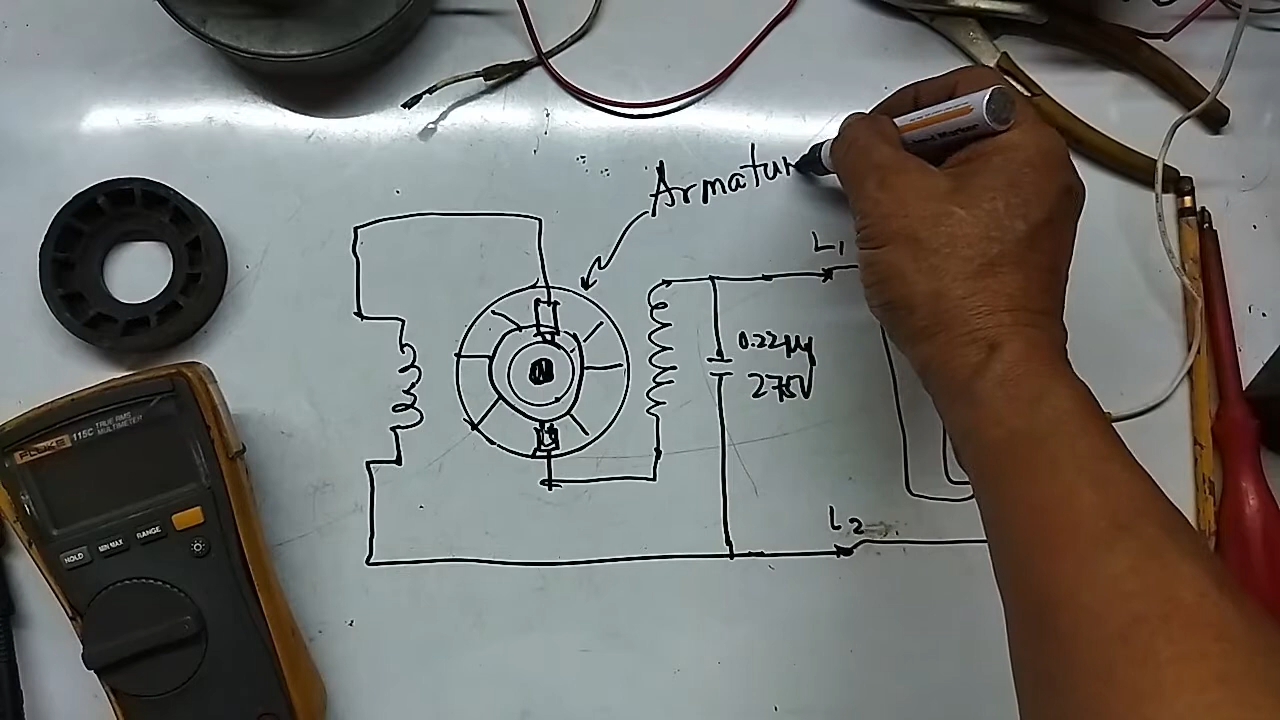 Armatur
L1
0.22µf
275V
L2
FLUKE 115C TRUE RMS
MULTIMETER
HOLD MIN MAX RANGE